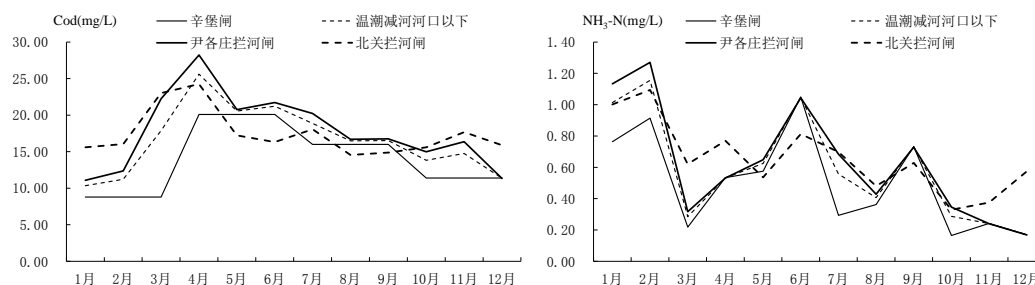 Cod(mg/L)
辛堡闸
温潮减河河口以下
尹各庄拦河闸
北关拦河闸
30.00
25.00
20.00
15.00
10.00
5.00
0.00
1月 2月 3月 4月 5月 6月 7月 8月 9月 10月 11月 12月
NH3-N(mg/L)
辛堡闸
温潮减河河口以下
尹各庄拦河闸
北关拦河闸
1.40
1.20
1.00
0.80
0.60
0.40
0.20
0.00
1月 2月 3月 4月 5月 6月 7月 8月 9月 10月 11月 12月